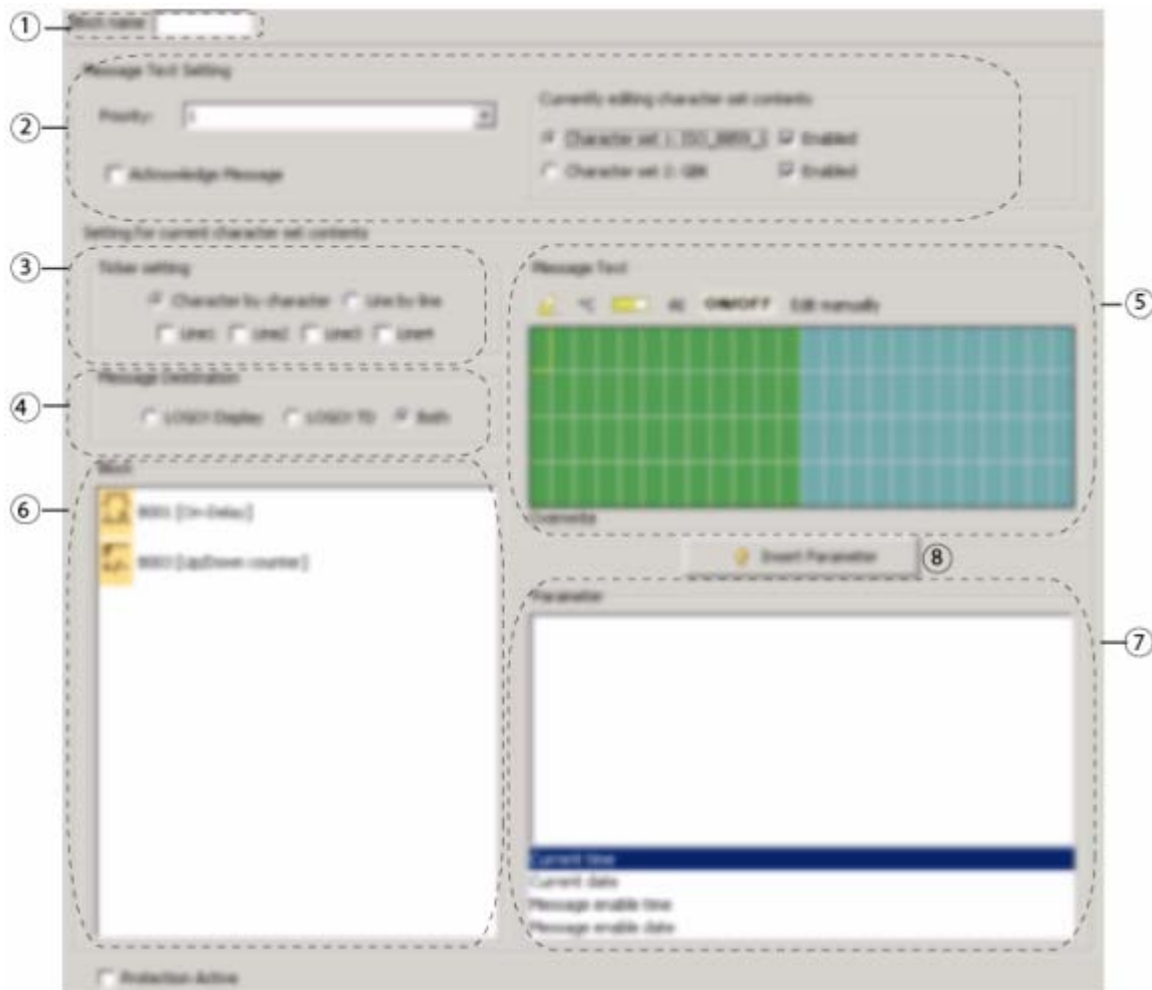 ①
Block name
②
Message Text Setting
Priority: 1
Acknowledge Message
Currently editing character set contents
Character set 1: ISO_8859_1 Enabled
Character set 2: GBK Enabled
Setting for current character set contents
③
Ticker setting
Character by character Line by line
Line1 Line2 Line3 Line4
④
Message Destination
LOGO! Display LOGO! TD Both
⑤
Message Text
ON/OFF Edit manually
Overwrite
⑥
Block
B001 [On-Delay]
[Up/Down counter]
Insert Parameter ⑧
⑦
Parameter
Current time
Current date
Message enable time
Message enable date
Protection Active